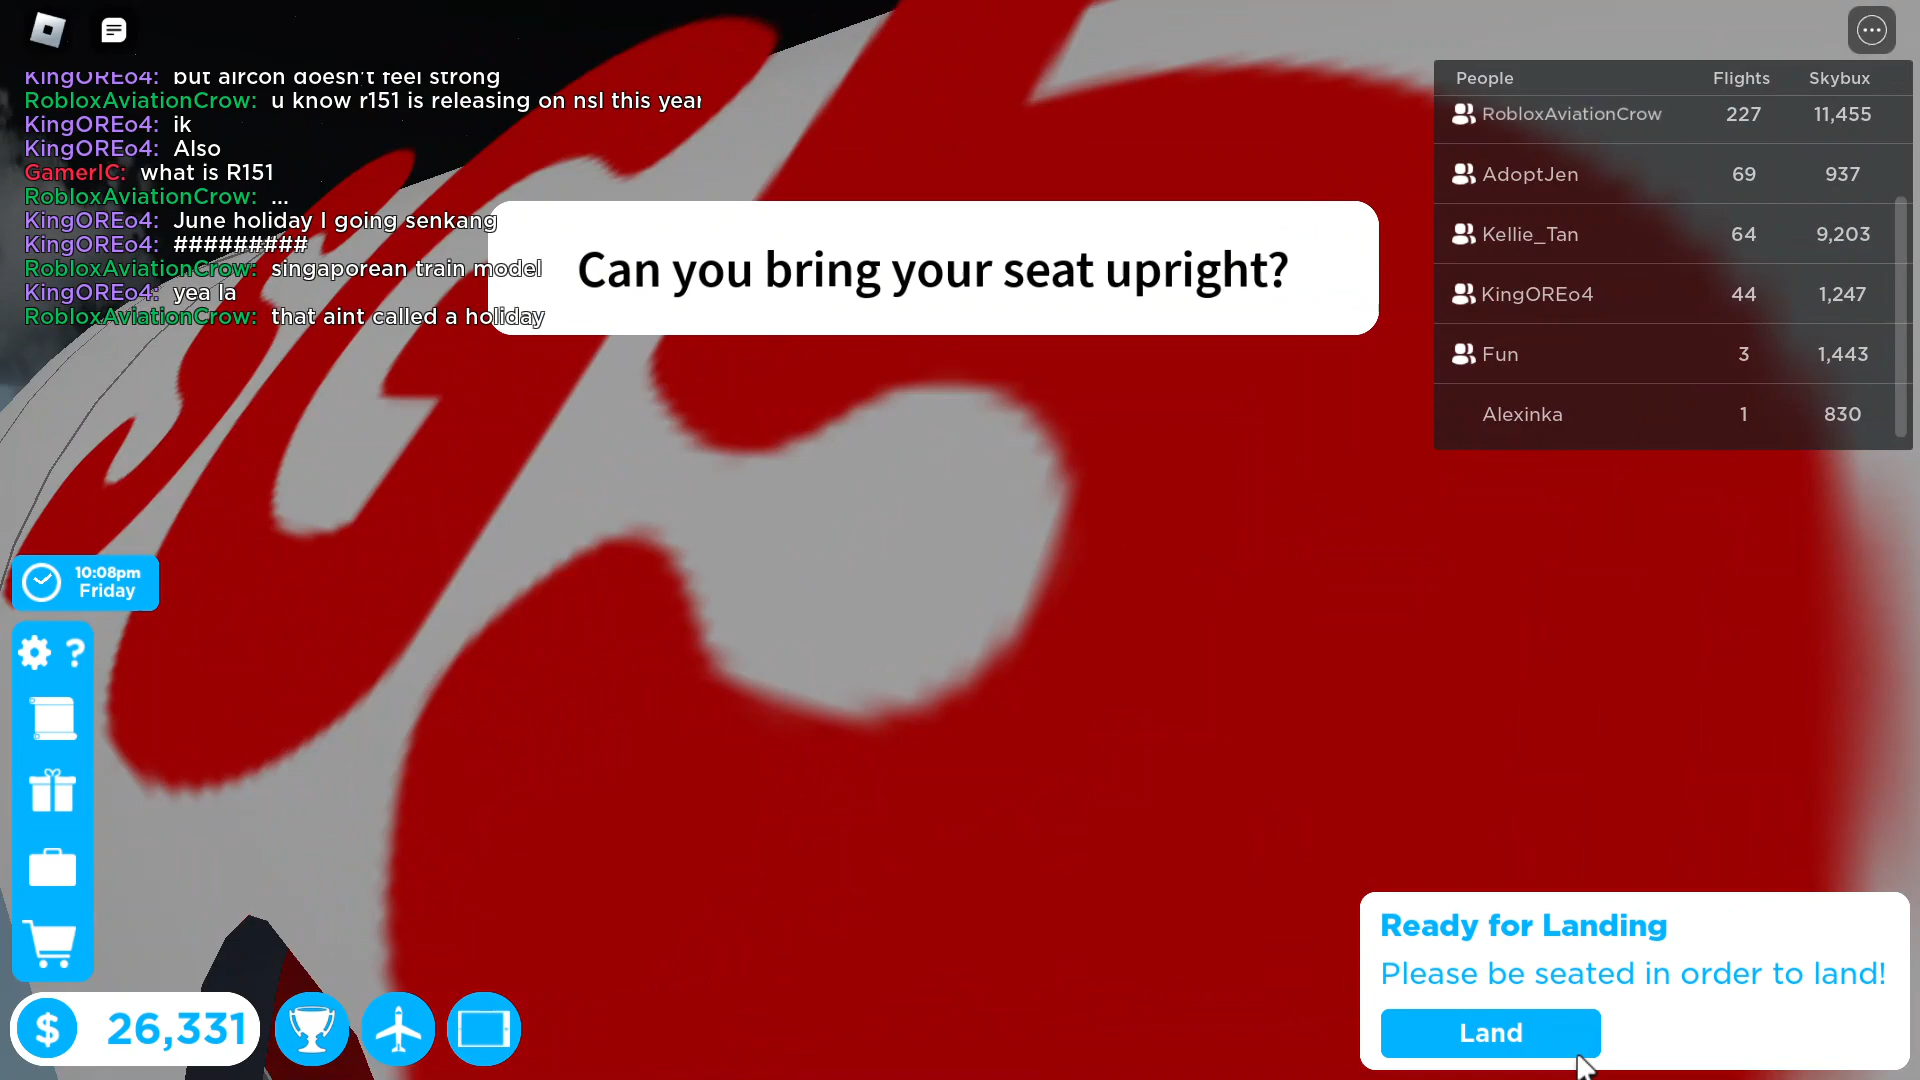 KingOREo4: but aircon doesn't feel strong
RobloxAviationCrow: u know r151 is releasing on nsl this year
KingOREo4: ik
KingOREo4: Also
GamerIC: what is R151
RobloxAviationCrow: ...
KingOREo4: June holiday I going senkang
KingOREo4: #########
RobloxAviationCrow: singaporean train model
KingOREo4: yea la
RobloxAviationCrow: that aint called a holiday
Can you bring your seat upright?
People Flights Skybux
RobloxAviationCrow 227 11,455
AdoptJen 69 937
Kellie_Tan 64 9,203
KingOREo4 44 1,247
Fun 3 1,443
Alexinka 1 830
10:08pm
Friday
?
$ 26,331
Ready for Landing
Please be seated in order to land!
Land